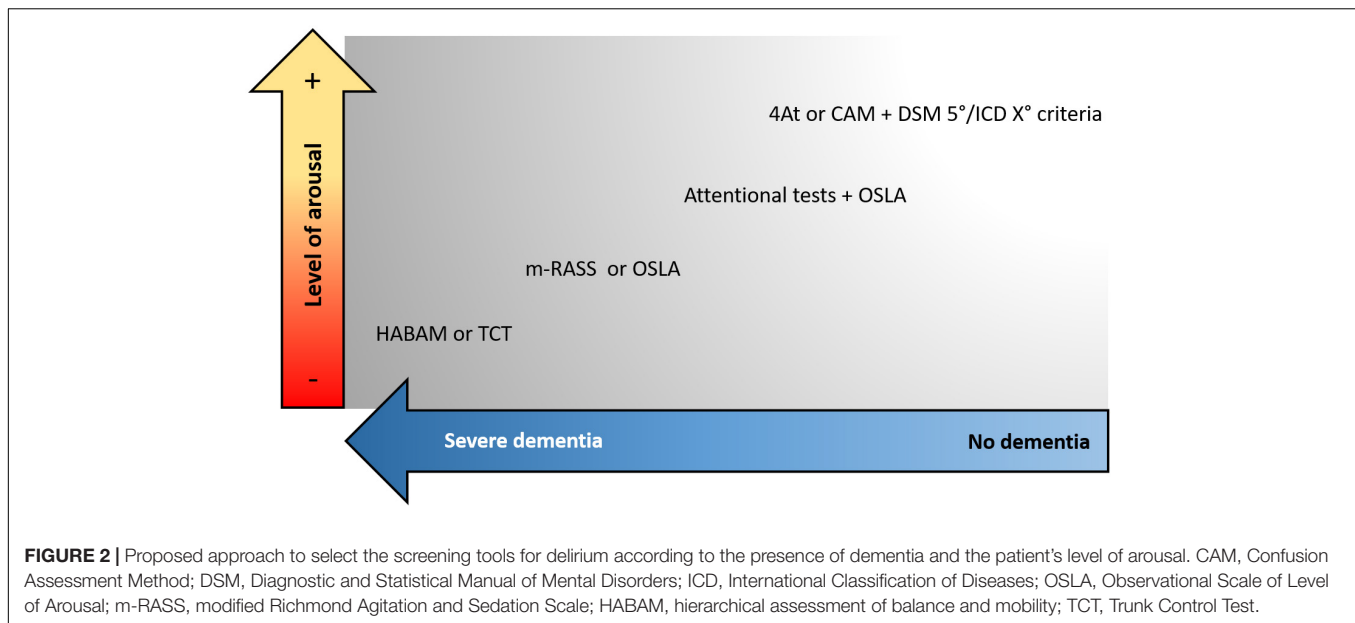 +
Level of arousal
-
4At or CAM + DSM 5°/ICD X° criteria
Attentional tests + OSLA
m-RASS or OSLA
HABAM or TCT
Severe dementia
No dementia
FIGURE 2 | Proposed approach to select the screening tools for delirium according to the presence of dementia and the patient's level of arousal. CAM, Confusion
Assessment Method; DSM, Diagnostic and Statistical Manual of Mental Disorders; ICD, International Classification of Diseases; OSLA, Observational Scale of Level
of Arousal; m-RASS, modified Richmond Agitation and Sedation Scale; HABAM, hierarchical assessment of balance and mobility; TCT, Trunk Control Test.